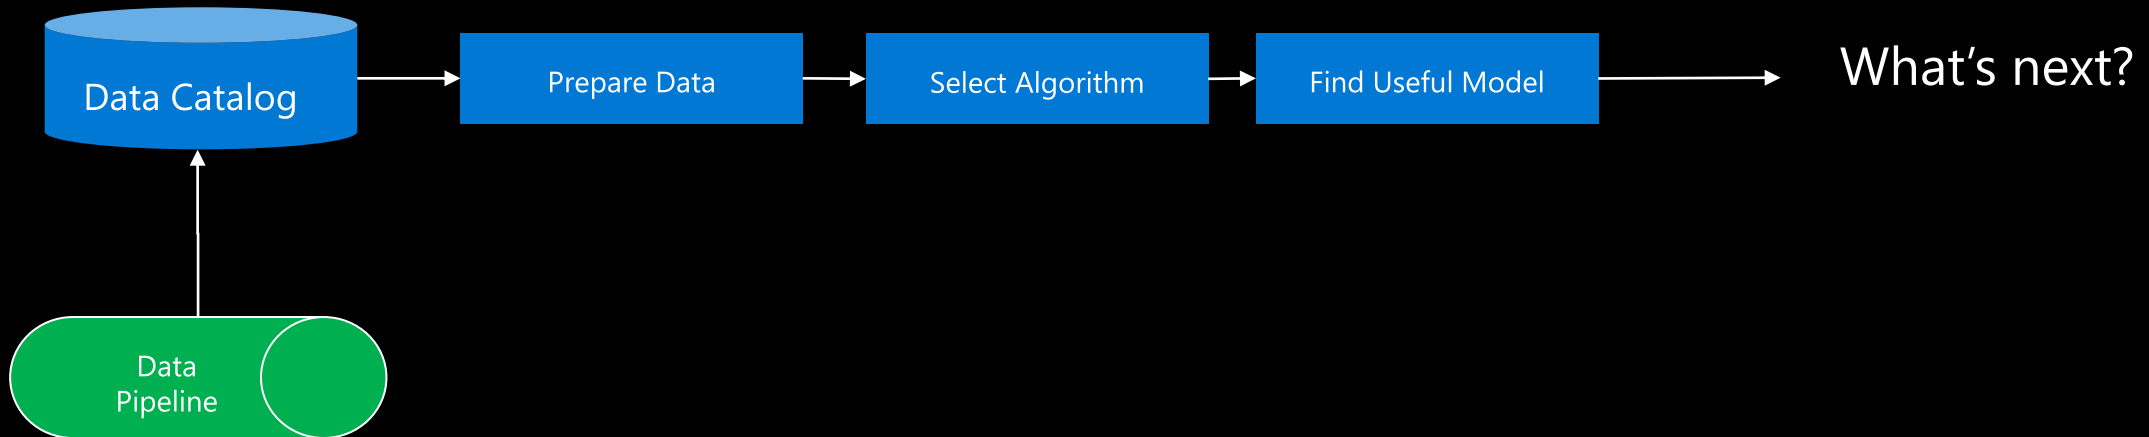 Data Catalog
Prepare Data
Select Algorithm
Find Useful Model
What's next?
Data
Pipeline